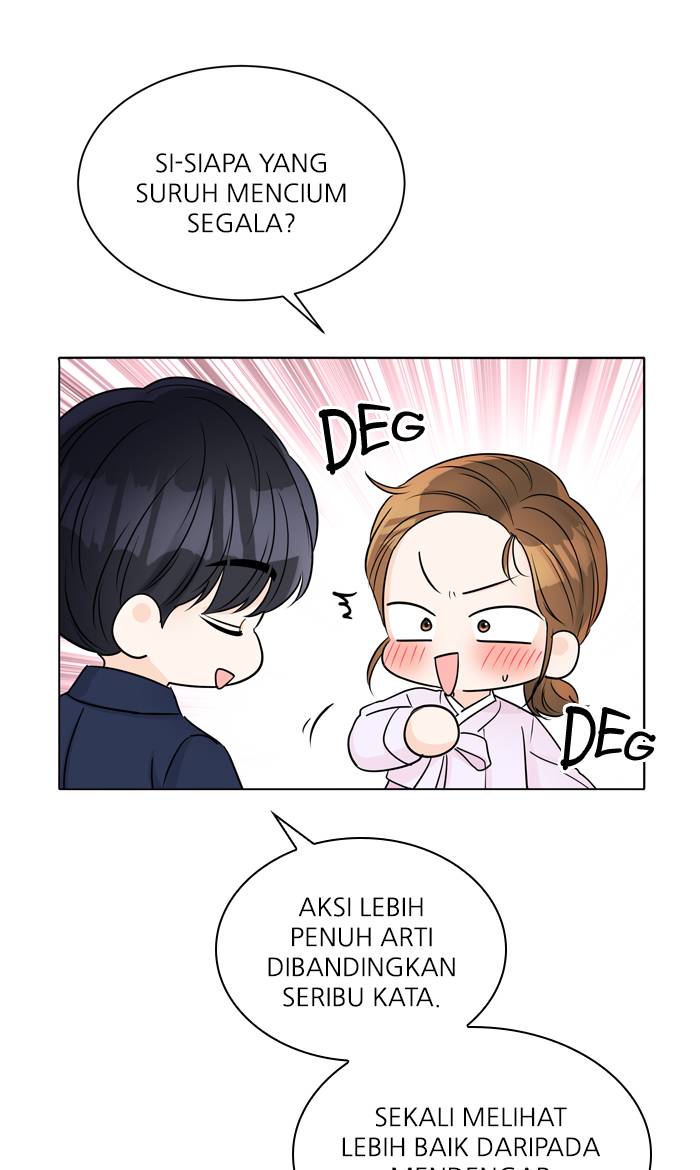 SI-SIAPA YANG
SURUH MENCIUM
SEGALA?
DEG
DEG
AKSI LEBIH
PENUH ARTI
DIBANDINGKAN
SERIBU KATA.
SEKALI MELIHAT
LEBIH BAIK DARIPADA
MENDENGAR